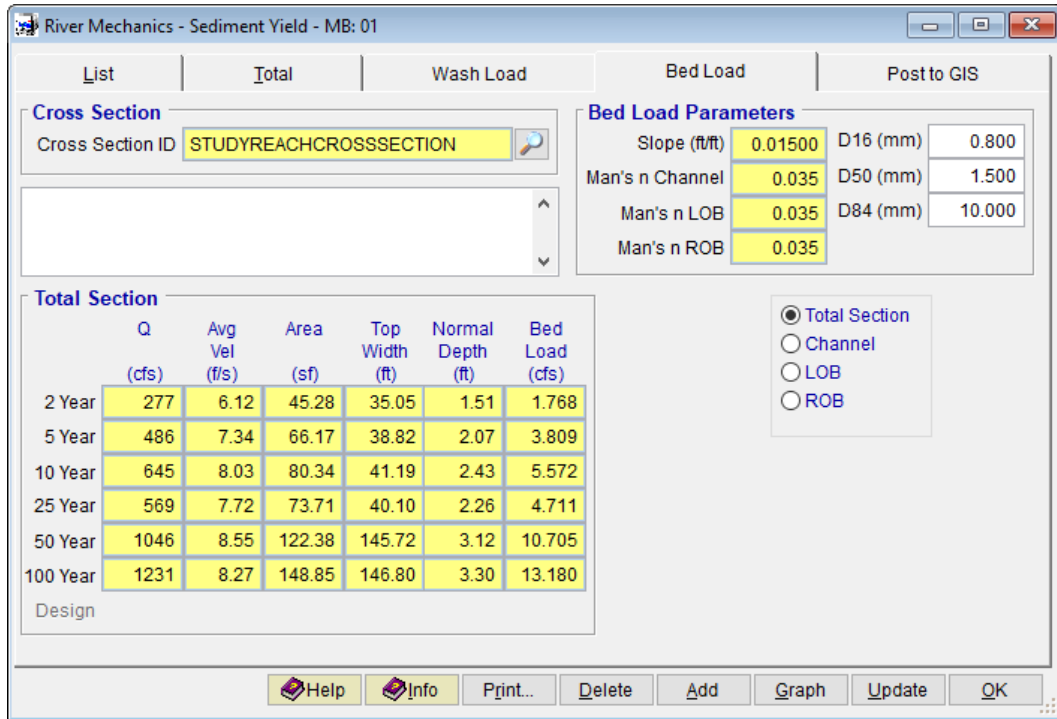 River Mechanics - Sediment Yield - MB: 01
List Total Wash Load Bed Load Post to GIS
Cross Section
Cross Section ID STUDYREACHCROSSSECTION
Bed Load Parameters
Slope (ft/ft) 0.01500 D16 (mm) 0.800
Man's n Channel 0.035 D50 (mm) 1.500
Man's n LOB 0.035 D84 (mm) 10.000
Man's n ROB 0.035
Total Section
Q Avg Area Top Normal Bed
Vel Width Depth Load
(cfs) (f/s) (sf) (ft) (ft) (cfs)
2 Year 277 6.12 45.28 35.05 1.51 1.768
5 Year 486 7.34 66.17 38.82 2.07 3.809
10 Year 645 8.03 80.34 41.19 2.43 5.572
25 Year 569 7.72 73.71 40.10 2.26 4.711
50 Year 1046 8.55 122.38 145.72 3.12 10.705
100 Year 1231 8.27 148.85 146.80 3.30 13.180
Design
Total Section
Channel
LOB
ROB
Help Info Print... Delete Add Graph Update OK